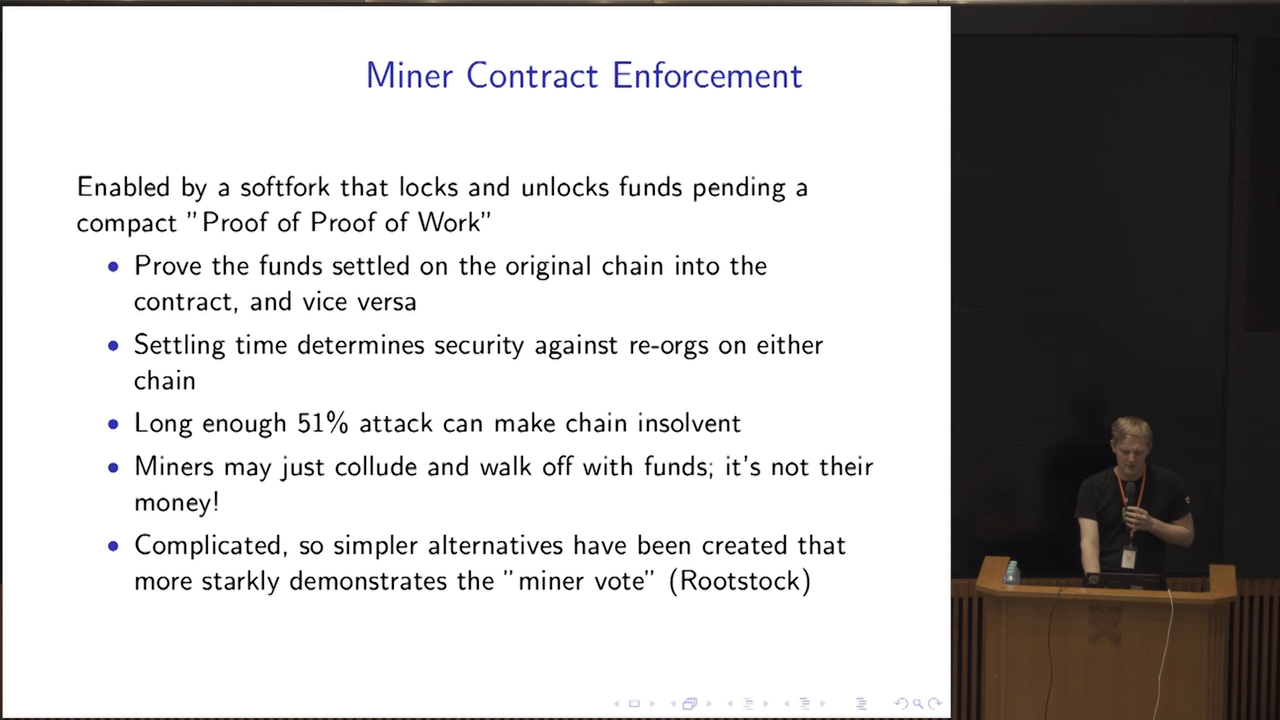 Miner Contract Enforcement
Enabled by a softfork that locks and unlocks funds pending a
compact "Proof of Proof of Work"
• Prove the funds settled on the original chain into the
contract, and vice versa
• Settling time determines security against re-orgs on either
chain
• Long enough 51% attack can make chain insolvent
• Miners may just collude and walk off with funds; it's not their
money!
• Complicated, so simpler alternatives have been created that
more starkly demonstrates the "miner vote" (Rootstock)